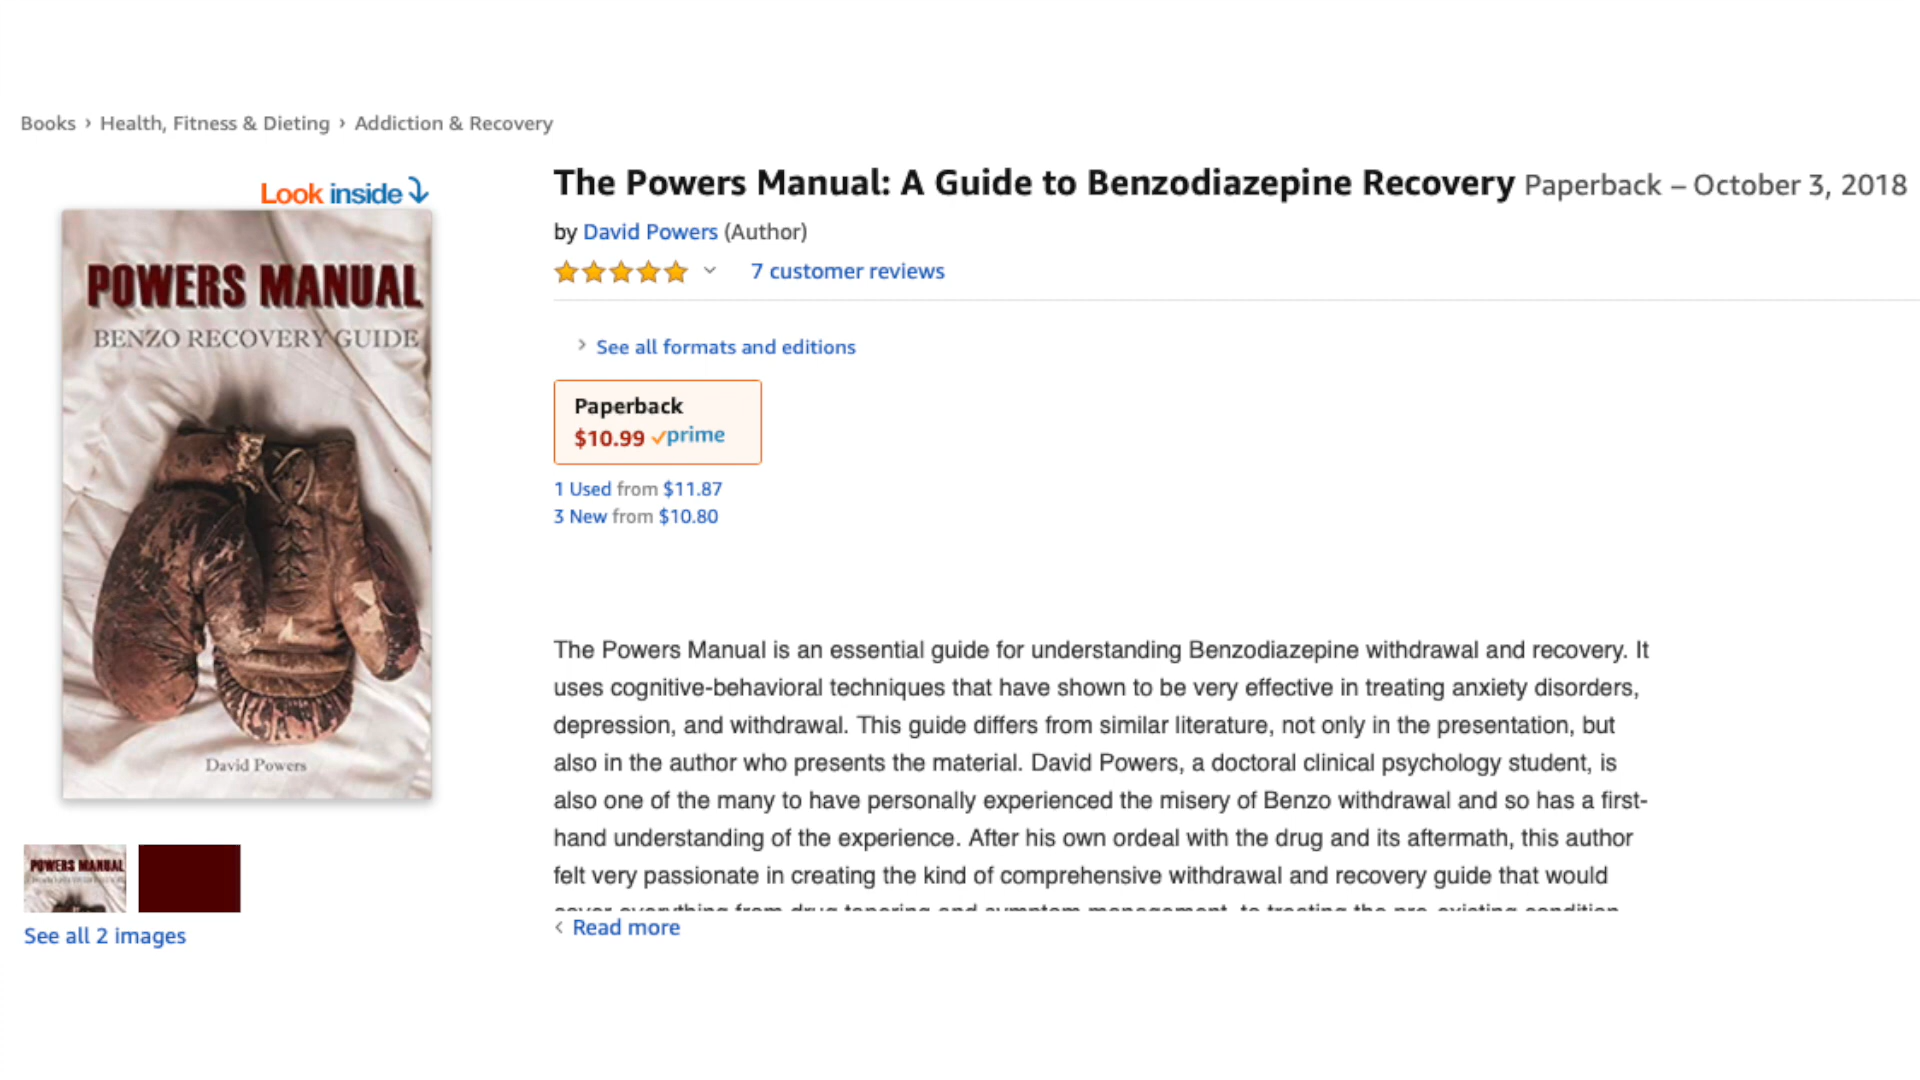 Books › Health, Fitness & Dieting › Addiction & Recovery
Look inside
POWERS MANUAL
BENZO RECOVERY GUIDE
David Powers
POWERS MANUAL
See all 2 images
The Powers Manual: A Guide to Benzodiazepine Recovery Paperback – October 3, 2018
by David Powers (Author)
7 customer reviews
› See all formats and editions
Paperback
$10.99 prime
1 Used from $11.87
3 New from $10.80
The Powers Manual is an essential guide for understanding Benzodiazepine withdrawal and recovery. It
uses cognitive-behavioral techniques that have shown to be very effective in treating anxiety disorders,
depression, and withdrawal. This guide differs from similar literature, not only in the presentation, but
also in the author who presents the material. David Powers, a doctoral clinical psychology student, is
also one of the many to have personally experienced the misery of Benzo withdrawal and so has a first-
hand understanding of the experience. After his own ordeal with the drug and its aftermath, this author
felt very passionate in creating the kind of comprehensive withdrawal and recovery guide that would
‹ Read more